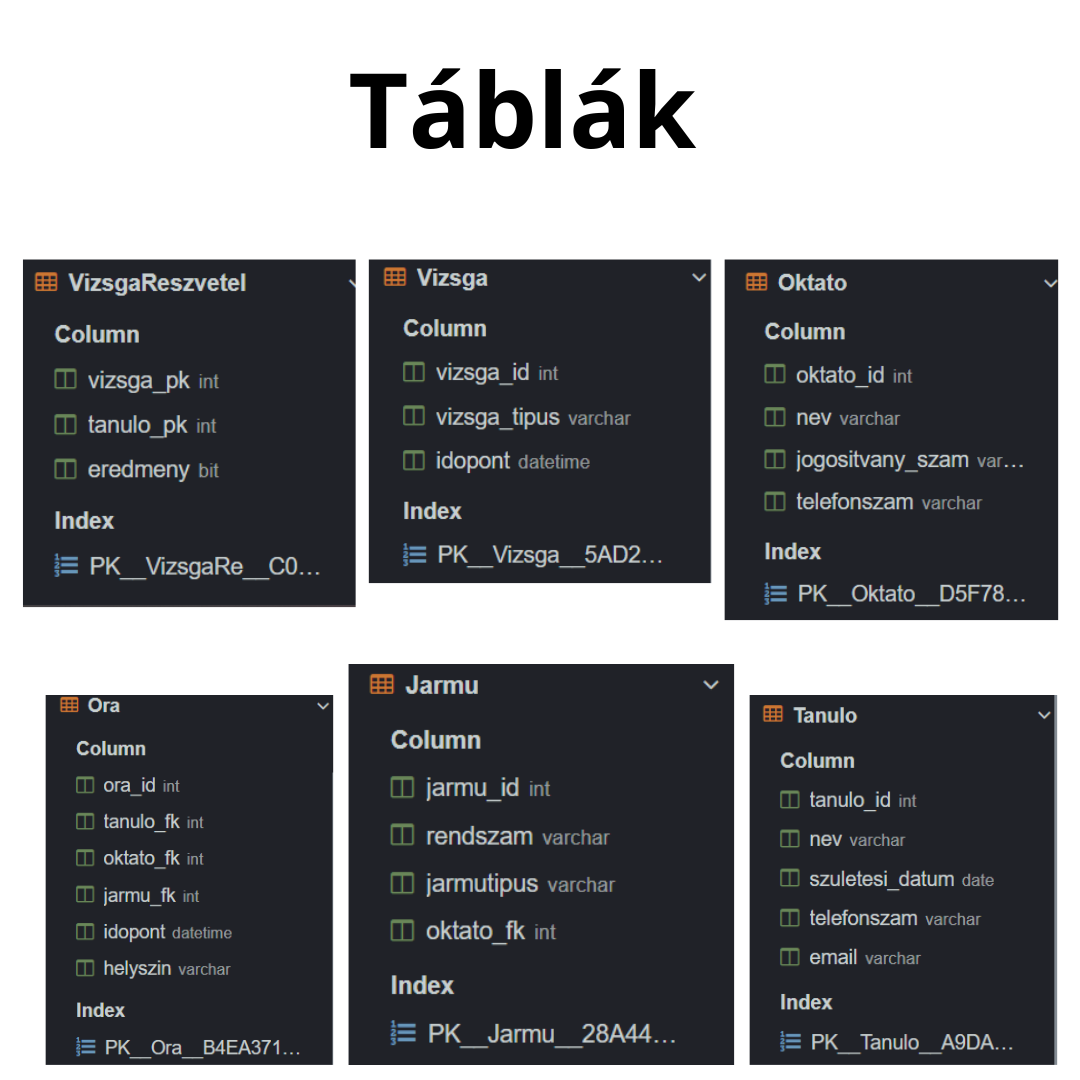 Táblák
VizsgaReszvetel
Column
vizsga_pk int
tanulo_pk int
eredmeny bit
Index
PK__VizsgaRe__C0...
Vizsga
Column
vizsga_id int
vizsga_tipus varchar
idopont datetime
Index
PK__Vizsga__5AD2...
Oktato
Column
oktato_id int
nev varchar
jogositvany_szam var...
telefonszam varchar
Index
PK__Oktato__D5F78...
Ora
Column
ora_id int
tanulo_fk int
oktato_fk int
jarmu_fk int
idopont datetime
helyszin varchar
Index
PK__Ora__B4EA371...
Jarmu
Column
jarmu_id int
rendszam varchar
jarmutipus varchar
oktato_fk int
Index
PK__Jarmu__28A44...
Tanulo
Column
tanulo_id int
nev varchar
szuletesi_datum date
telefonszam varchar
email varchar
Index
PK__Tanulo__A9DA...